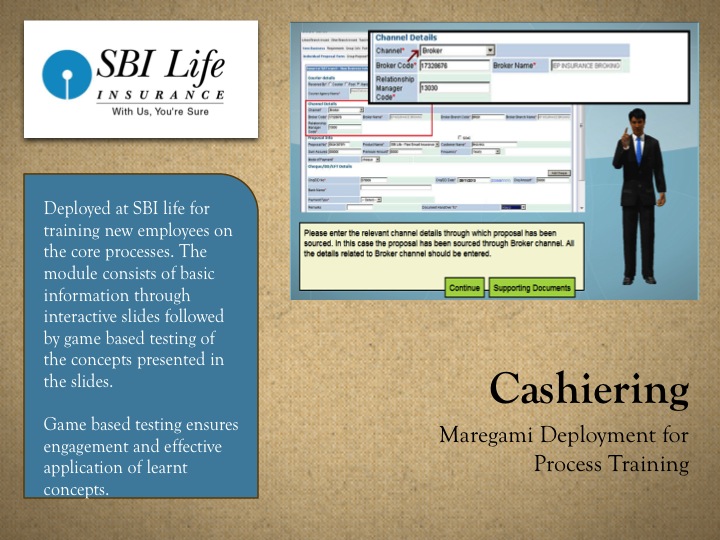 SBI Life
INSURANCE
With Us, You're Sure
Deployed at SBI life for
training new employees on
the core processes. The
module consists of basic
information through
interactive slides followed
by game based testing of
the concepts presented in
the slides.
Game based testing ensures
engagement and effective
application of learnt
concepts.
Channel Details
Channel* Broker
Broker Code* 17328676 Broker Name* EP INSURANCE BROKING
Relationship
Manager 13030
Code*
Channel Details
Please enter the relevant channel details through which proposal has been
sourced. In this case the proposal has been sourced through Broker channel. All
the details related to Broker channel should be entered.
Continue Supporting Documents
Cashiering
Maregami Deployment for
Process Training